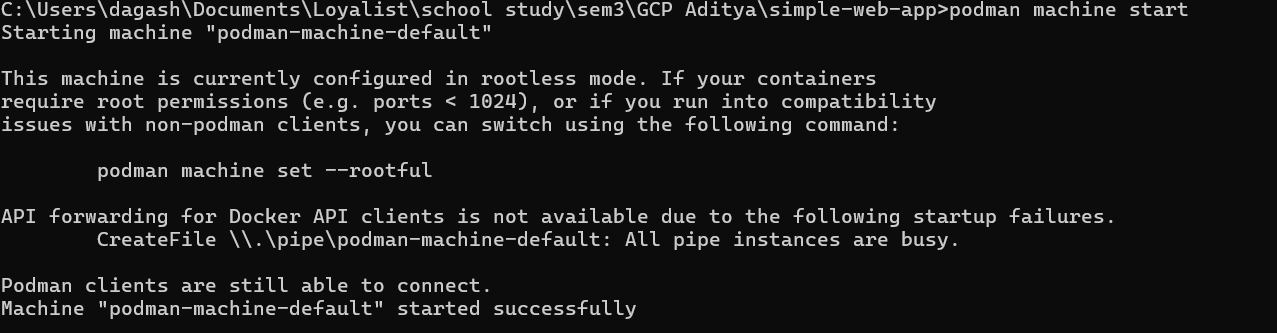 C:\Users\dagash\Documents\Loyalist\school study\sem3\GCP Aditya\simple-web-app>podman machine start
Starting machine "podman-machine-default"
This machine is currently configured in rootless mode. If your containers
require root permissions (e.g. ports < 1024), or if you run into compatibility
issues with non-podman clients, you can switch using the following command:
podman machine set --rootful
API forwarding for Docker API clients is not available due to the following startup failures.
CreateFile \\.\pipe\podman-machine-default: All pipe instances are busy.
Podman clients are still able to connect.
Machine "podman-machine-default" started successfully